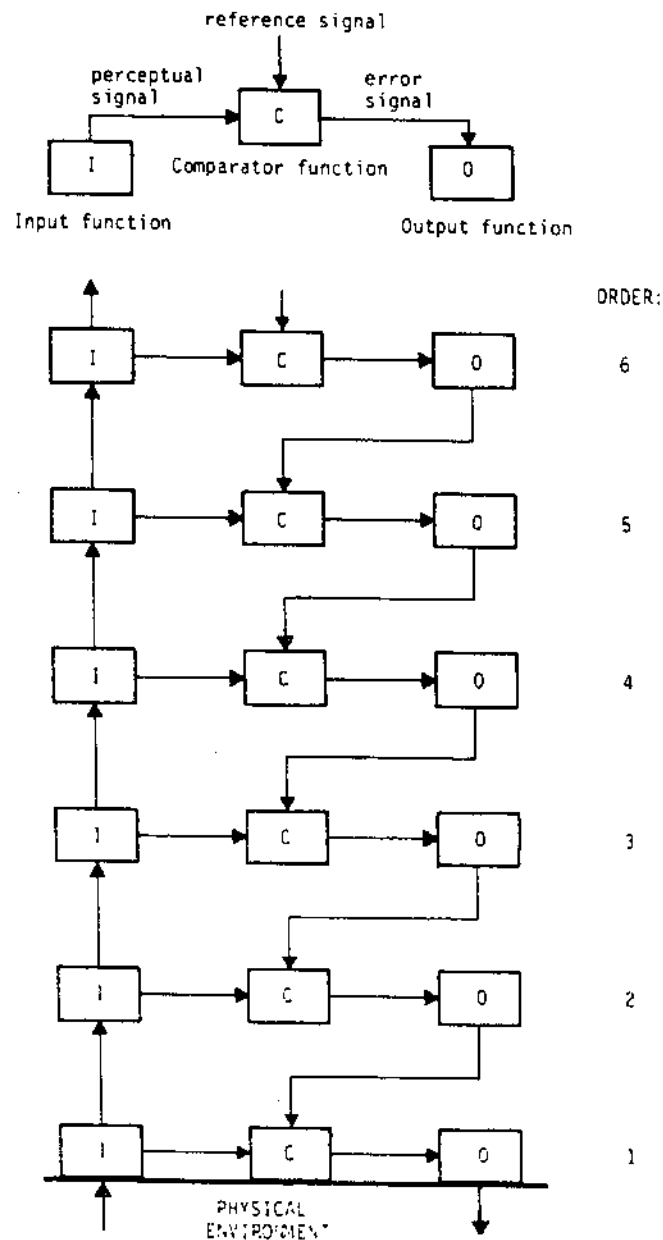 reference signal
perceptual
signal
error
signal
C
I
Comparator function
O
Input function
Output function
ORDER:
I C O 6
I C O 5
I C O 4
I C O 3
I C O 2
I C O 1
PHYSICAL
ENVIRONMENT